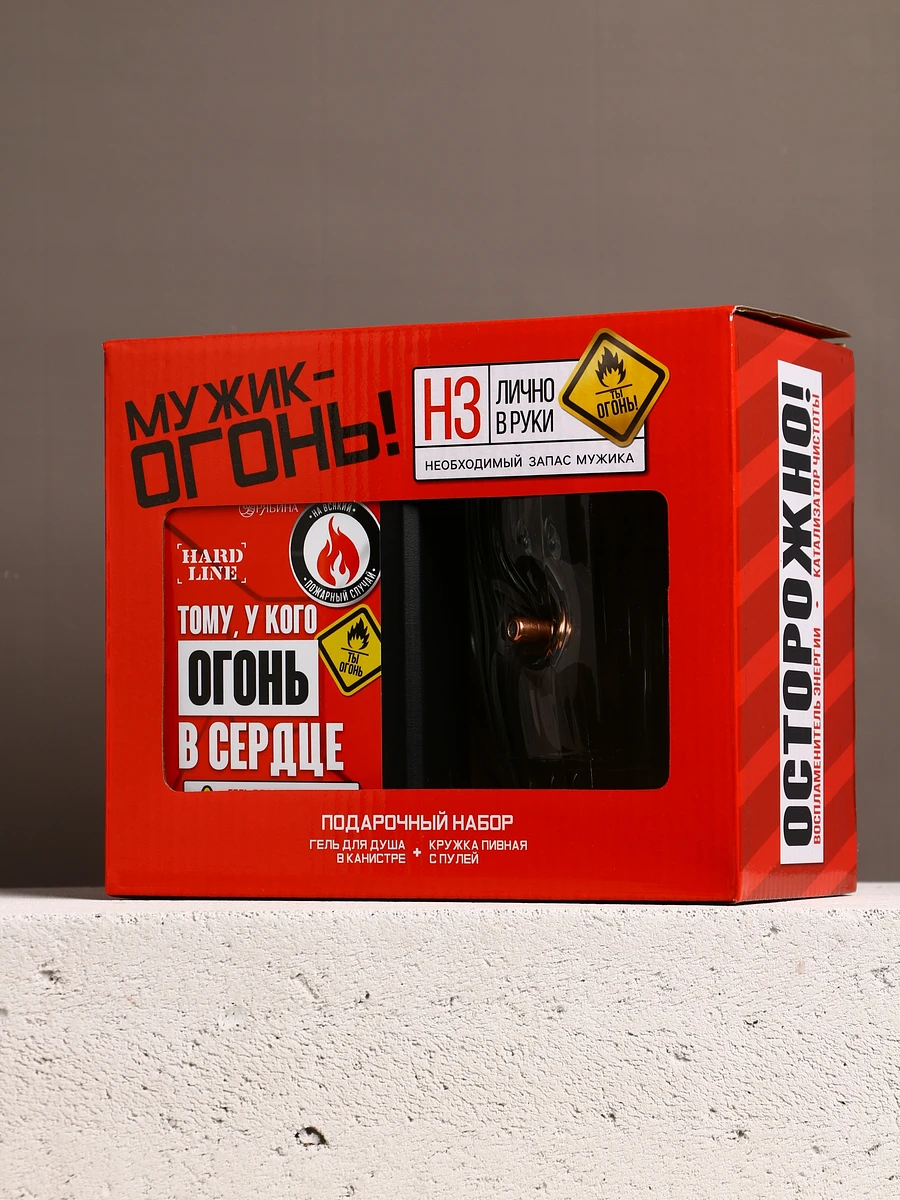 МУЖИК-
ОГОНЬ!
НЗ
ЛИЧНО
В РУКИ
НЕОБХОДИМЫЙ ЗАПАС МУЖИКА
ТЫ
ОГОНЬ!
РЯБИНА
HARD
LINE
НА ВСЯКИЙ
ПОЖАРНЫЙ СЛУЧАЙ
ТОМУ, У КОГО
ОГОНЬ
В СЕРДЦЕ
ТЫ
ОГОНЬ
ПОДАРОЧНЫЙ НАБОР
ГЕЛЬ ДЛЯ ДУША
В КАНИСТРЕ
+
КРУЖКА ПИВНАЯ
С ПУЛЕЙ
ОСТОРОЖНО!
ВОСПЛАМЕНИТЕЛЬ ЭНЕРГИИ - КАТАЛИЗАТОР ЧИСТОТЫ